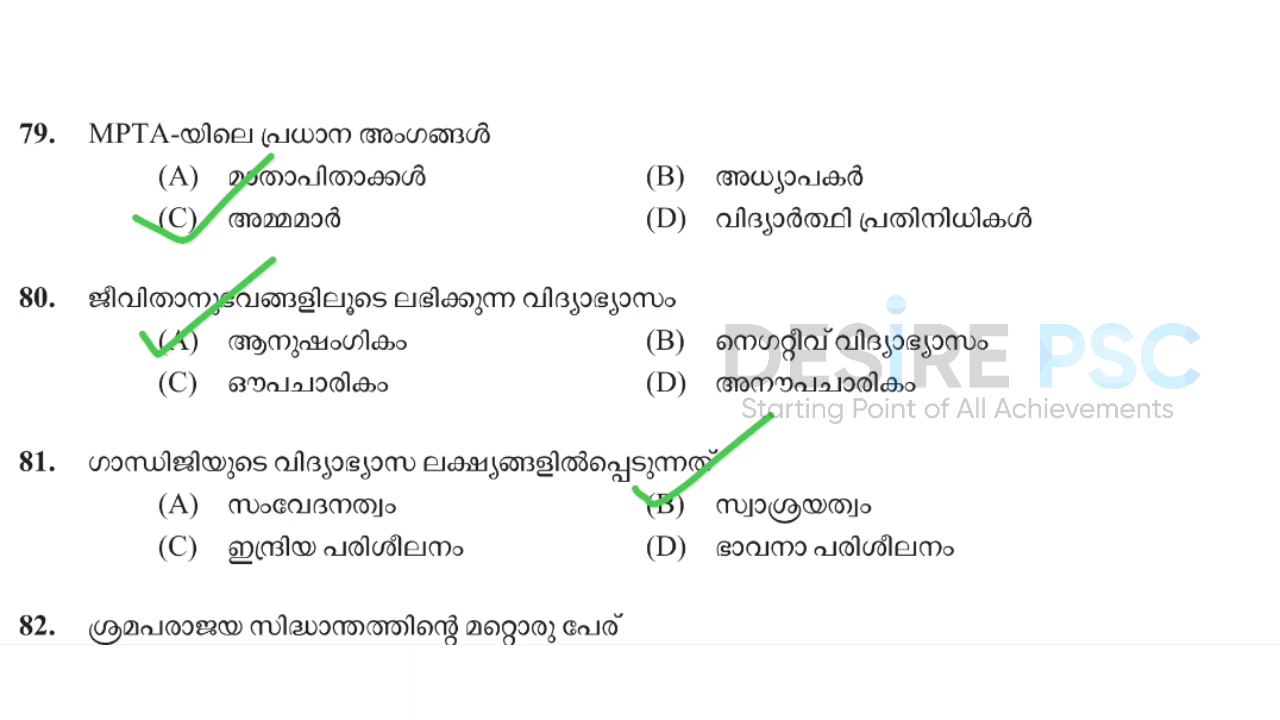 79. MPTA-യിലെ പ്രധാന അംഗങ്ങൾ
(A) മാതാപിതാക്കൾ (B) അധ്യാപകർ
(C) അമ്മമാർ (D) വിദ്യാർത്ഥി പ്രതിനിധികൾ
80. ജീവിതാനുഭവങ്ങളിലൂടെ ലഭിക്കുന്ന വിദ്യാഭ്യാസം
(A) ആനുഷംഗികം (B) നെഗറ്റീവ് വിദ്യാഭ്യാസം
(C) ഔപചാരികം (D) അനൗപചാരികം
DESiRE PSC
Starting Point of All Achievements
81. ഗാന്ധിജിയുടെ വിദ്യാഭ്യാസ ലക്ഷ്യങ്ങളിൽപ്പെടുന്നത്
(A) സംവേദനത്വം (B) സ്വാശ്രയത്വം
(C) ഇന്ദ്രിയ പരിശീലനം (D) ഭാവനാ പരിശീലനം
82. ശ്രമപരാജയ സിദ്ധാന്തത്തിന്റെ മറ്റൊരു പേര്